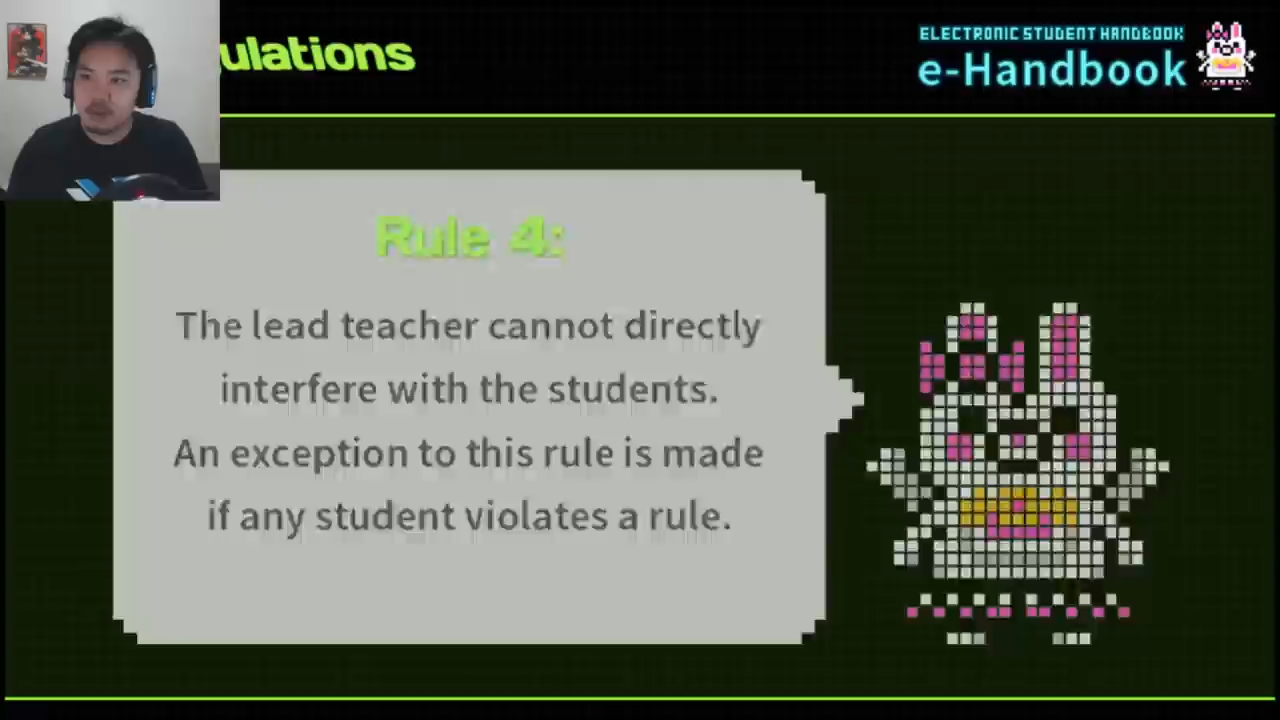 ulations
ELECTRONIC STUDENT HANDBOOK
e-Handbook
Rule 4:
The lead teacher cannot directly
interfere with the students.
An exception to this rule is made
if any student violates a rule.